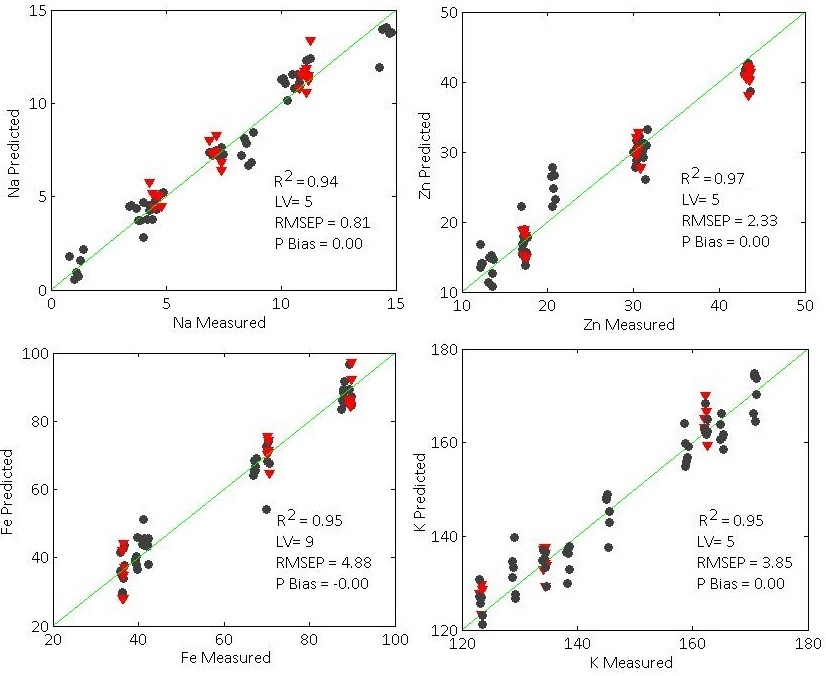 15
10
5
0
Na Predicted
R2 = 0.94
LV= 5
RMSEP = 0.81
P Bias = 0.00
0 5 10 15
Na Measured
50
40
30
20
10
Zn Predicted
R2 = 0.97
LV= 5
RMSEP = 2.33
P Bias = 0.00
10 20 30 40 50
Zn Measured
100
80
60
40
20
Fe Predicted
R2 = 0.95
LV= 9
RMSEP = 4.88
P Bias = -0.00
20 40 60 80 100
Fe Measured
180
160
140
120
K Predicted
R2 = 0.95
LV= 5
RMSEP = 3.85
P Bias = 0.00
120 140 160 180
K Measured